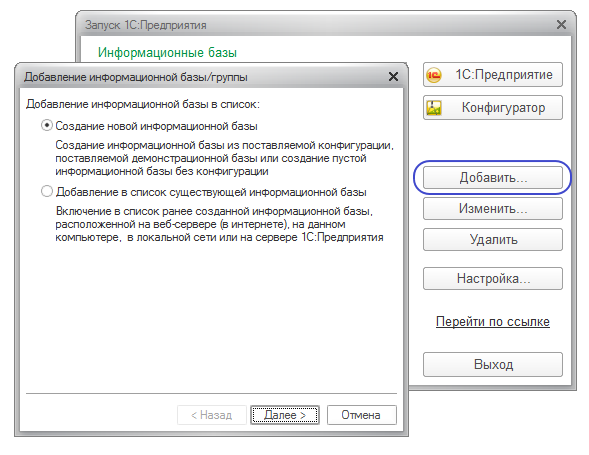 Запуск 1С:Предприятия
Информационные базы
Добавление информационной базы/группы
Добавление информационной базы в список:
Создание новой информационной базы
Создание информационной базы из поставляемой конфигурации,
поставляемой демонстрационной базы или создание пустой
информационной базы без конфигурации
Добавление в список существующей информационной базы
Включение в список ранее созданной информационной базы,
расположенной на веб-сервере (в интернете), на данном
компьютере, в локальной сети или на сервере 1С:Предприятия
< Назад
Далее >
Отмена
1С:Предприятие
Конфигуратор
Добавить...
Изменить...
Удалить
Настройка...
Перейти по ссылке
Выход